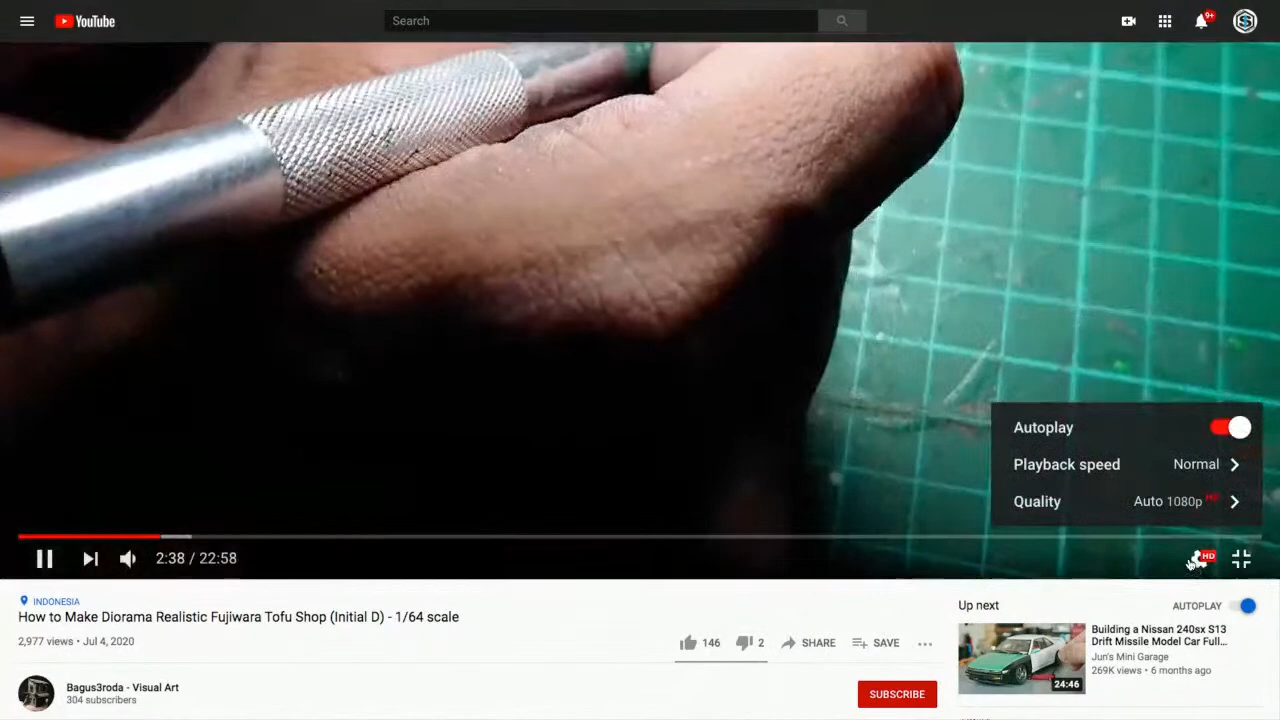 YouTube
Search
9+
Autoplay
Playback speed Normal
Quality Auto 1080p HD
2:38 / 22:58
HD
INDONESIA
How to Make Diorama Realistic Fujiwara Tofu Shop (Initial D) - 1/64 scale
2,977 views • Jul 4, 2020
146 2 SHARE SAVE
Bagus3roda - Visual Art
304 subscribers
SUBSCRIBE
Up next AUTOPLAY
Building a Nissan 240sx S13
Drift Missile Model Car Full...
Jun's Mini Garage
269K views • 6 months ago
24:46